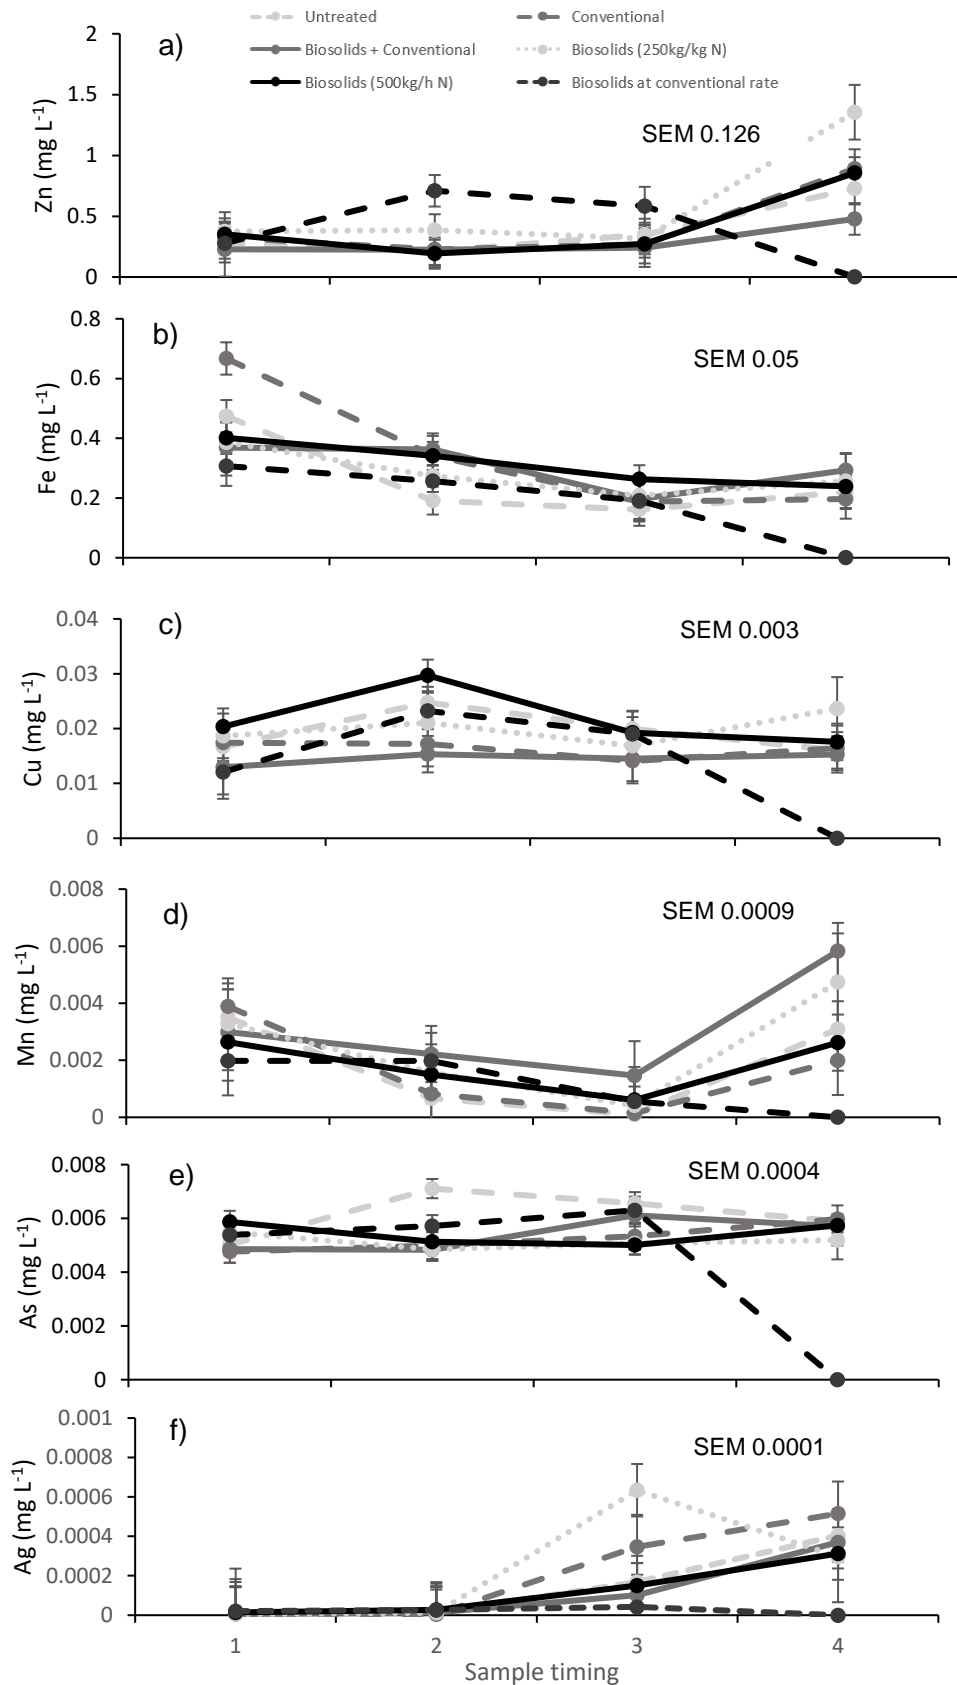 Untreated
Conventional
Biosolids + Conventional
Biosolids (250kg/kg N)
Biosolids (500kg/h N)
Biosolids at conventional rate
a)
SEM 0.126
Zn (mg L-1)
2
1.5
1
0.5
0
b)
SEM 0.05
Fe (mg L-1)
0.8
0.6
0.4
0.2
0
c)
SEM 0.003
Cu (mg L-1)
0.04
0.03
0.02
0.01
0
d)
SEM 0.0009
Mn (mg L-1)
0.008
0.006
0.004
0.002
0
e)
SEM 0.0004
As (mg L-1)
0.008
0.006
0.004
0.002
0
f)
SEM 0.0001
Ag (mg L-1)
0.001
0.0008
0.0006
0.0004
0.0002
0
1 2 3 4
Sample timing